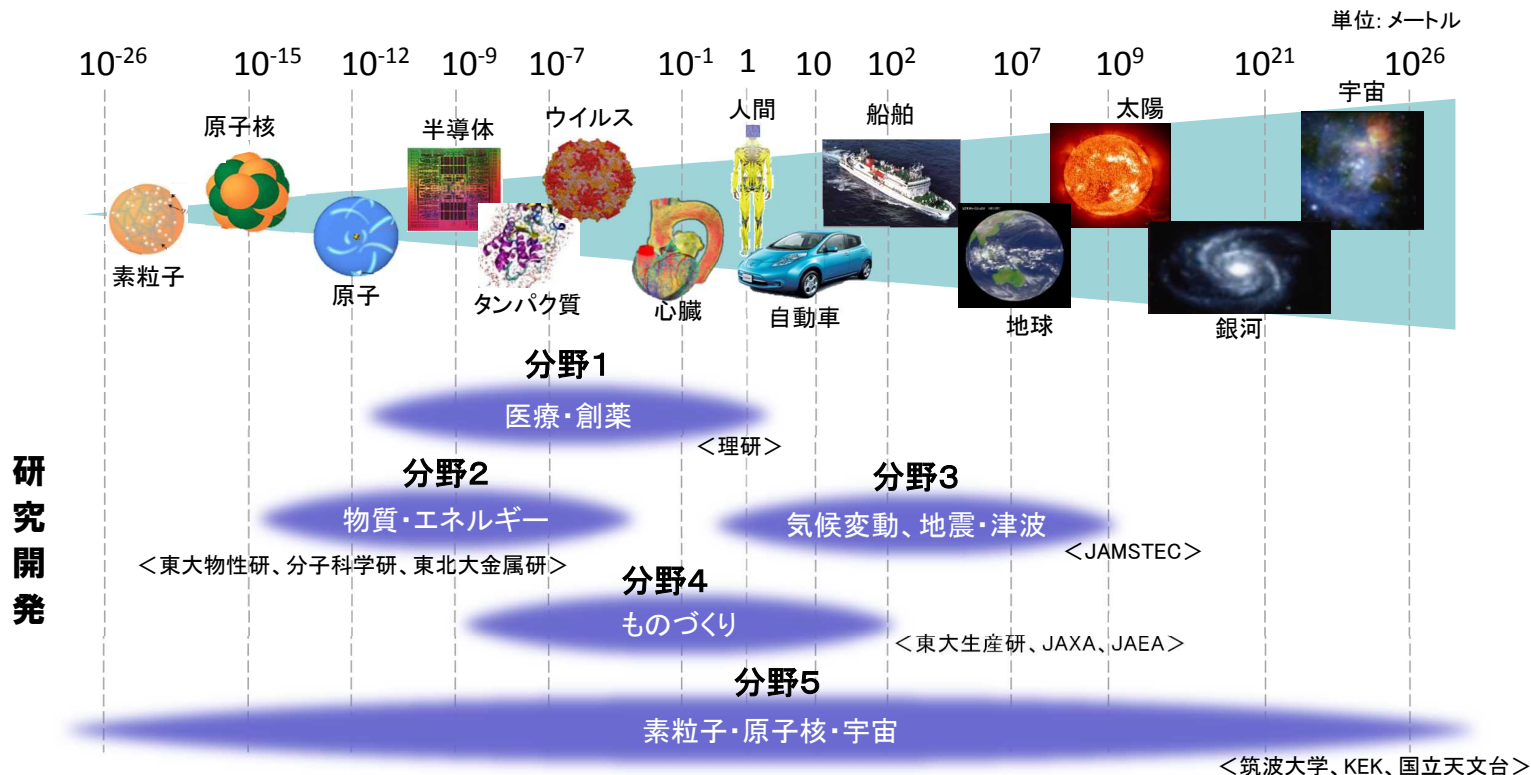 単位: メートル
10-26 10-15 10-12 10-9 10-7 10-1 1 10 10² 10⁷ 10⁹ 10²¹ 10²⁶
原子核
半導体
ウイルス
人間
船舶
太陽
宇宙
素粒子
原子
タンパク質
心臓
自動車
地球
銀河
研究開発
分野1
医療・創薬
<理研>
分野2
物質・エネルギー
<東大物性研、分子科学研、東北大金属研>
分野3
気候変動、地震・津波
<JAMSTEC>
分野4
ものづくり
<東大生産研、JAXA、JAEA>
分野5
素粒子・原子核・宇宙
<筑波大学、KEK、国立天文台>